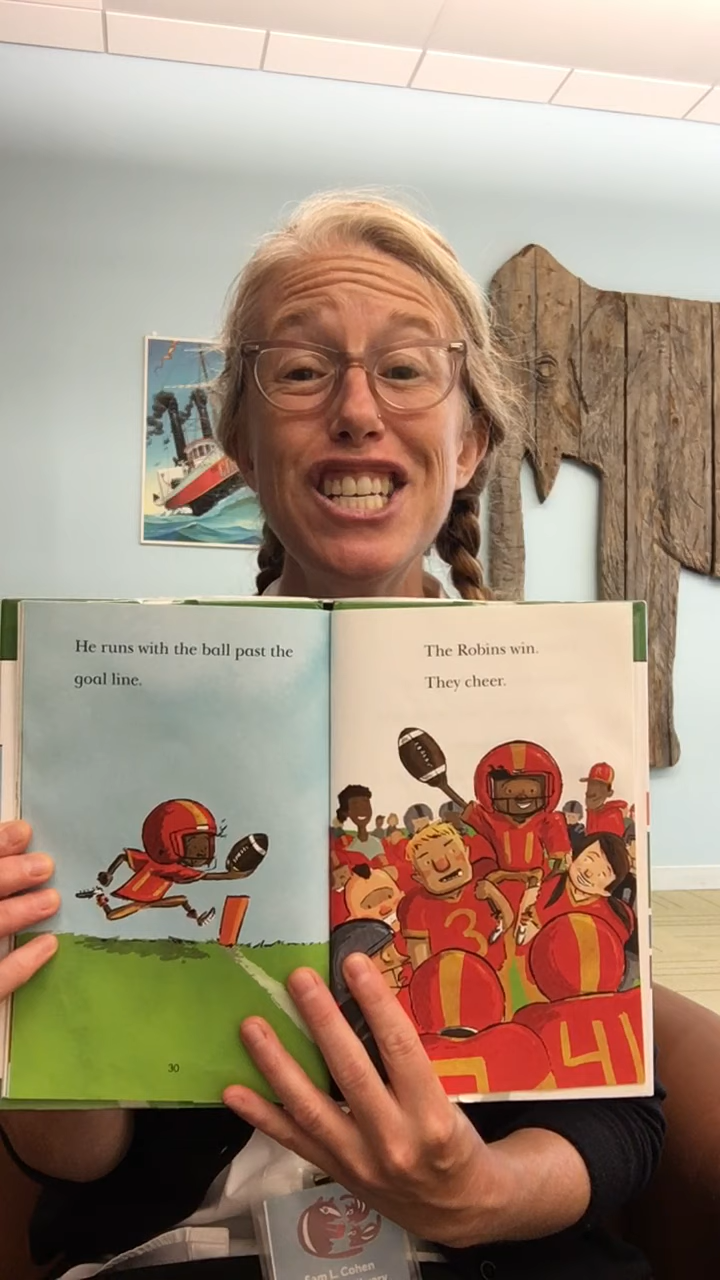 He runs with the ball past the
goal line.
30
The Robins win.
They cheer.
11
3
41
Sam L. Cohen